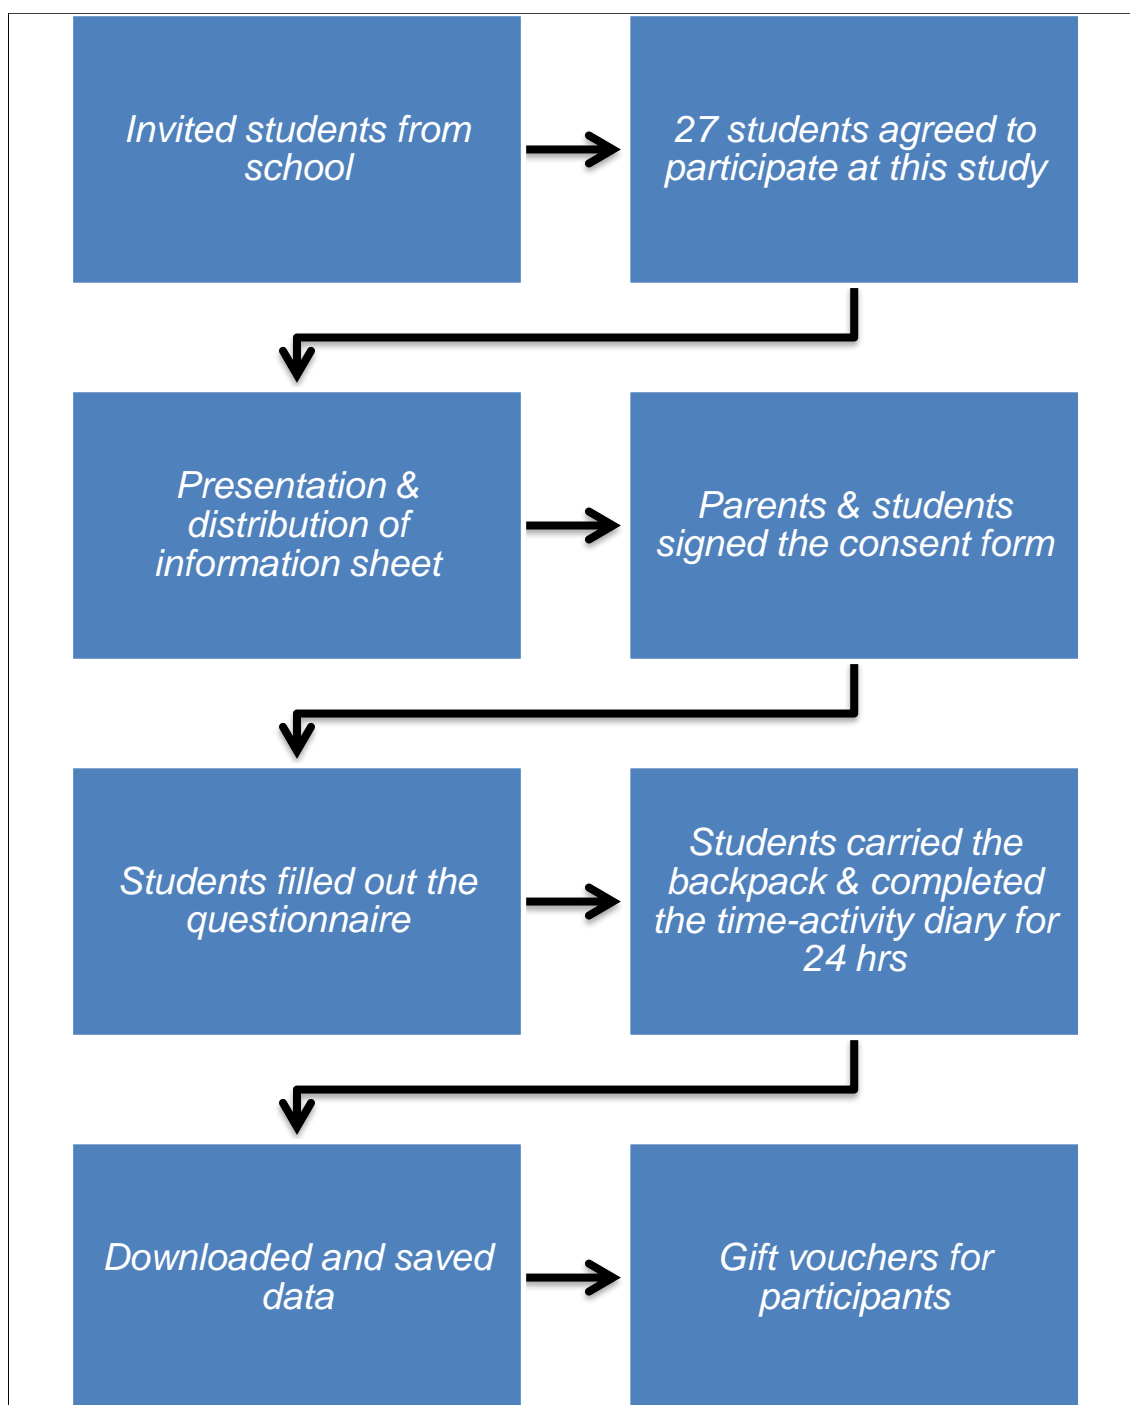 Invited students from
school
27 students agreed to
participate at this study
Presentation &
distribution of
information sheet
Parents & students
signed the consent form
Students filled out the
questionnaire
Students carried the
backpack & completed
the time-activity diary for
24 hrs
Downloaded and saved
data
Gift vouchers for
participants